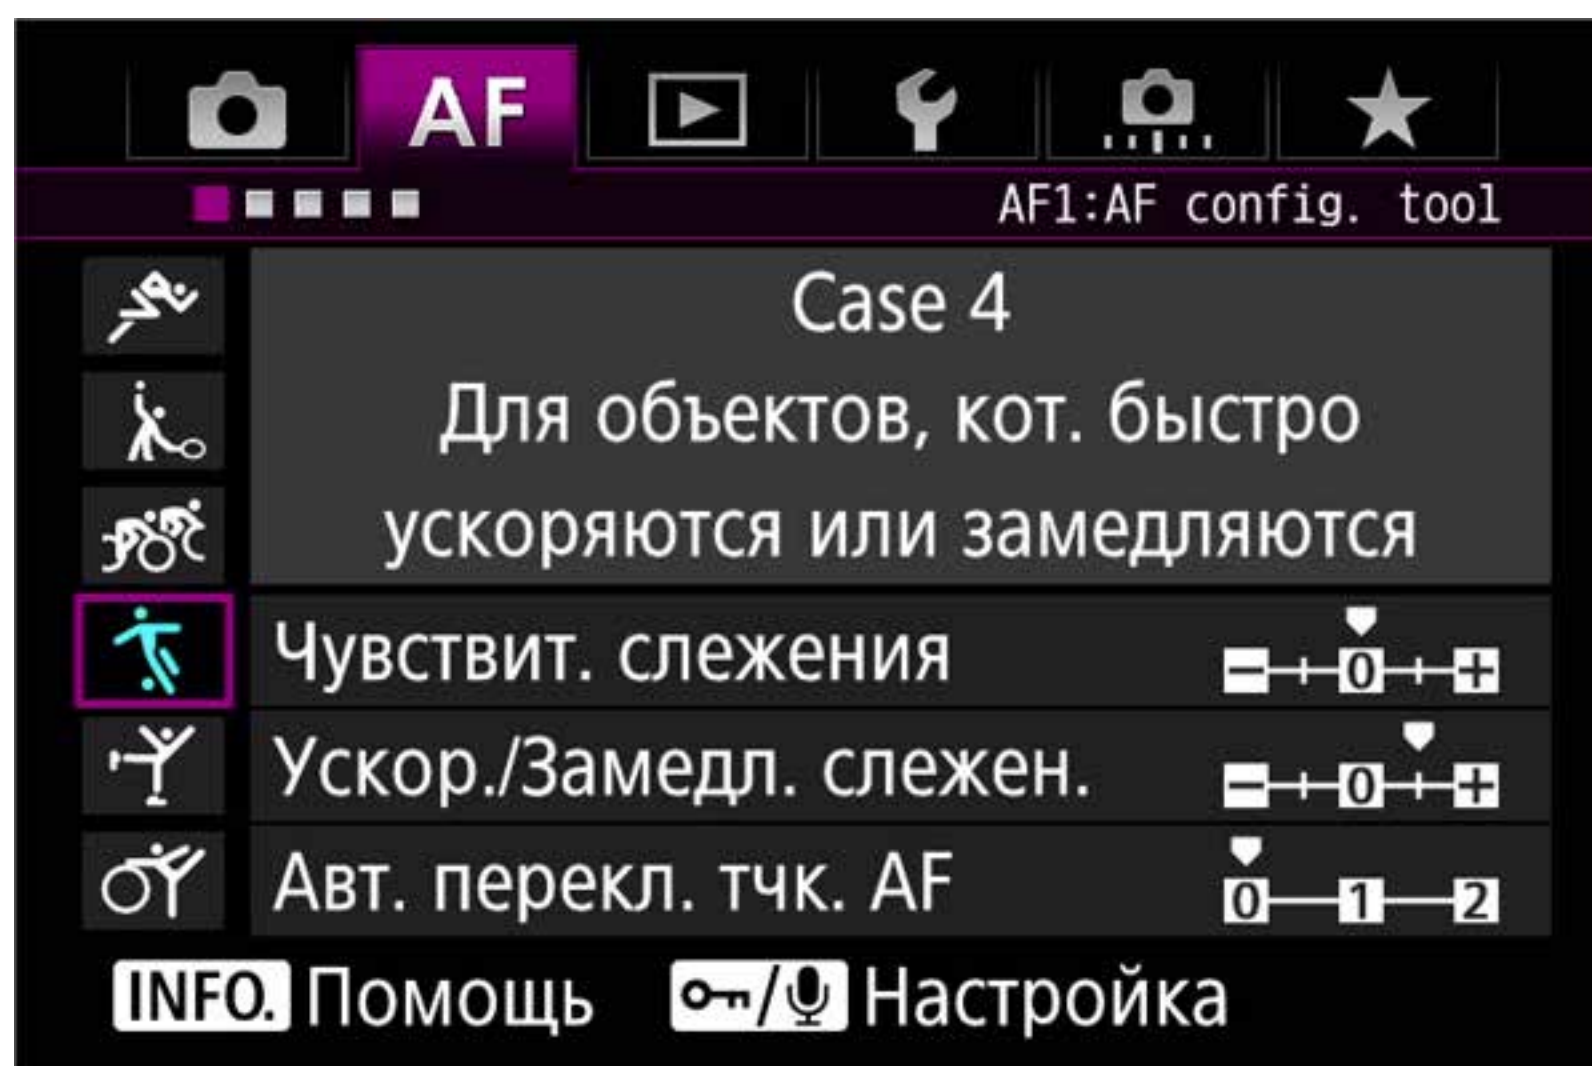 AF
AF1:AF config. tool
Case 4
Для объектов, кот. быстро
ускоряются или замедляются
Чувствит. слежения
− 0 +
Ускор./Замедл. слежен.
− 0 +
Авт. перекл. тчк. AF
0 1 2
INFO. Помощь / Настройка